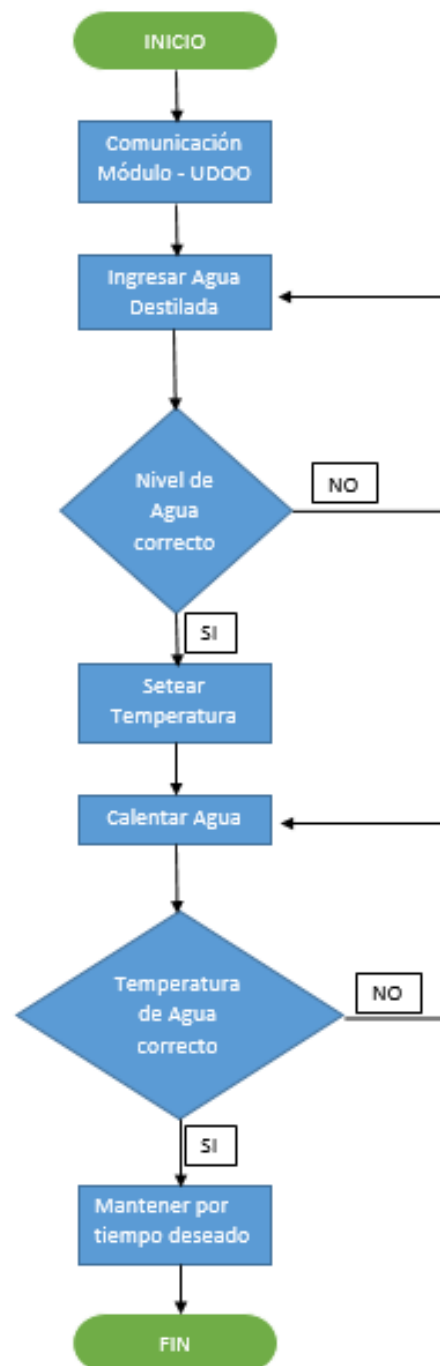 INICIO
Comunicación
Módulo - UDOO
Ingresar Agua
Destilada
Nivel de
Agua
correcto
NO
SI
Setear
Temperatura
Calentar Agua
Temperatura
de Agua
correcto
NO
SI
Mantener por
tiempo deseado
FIN